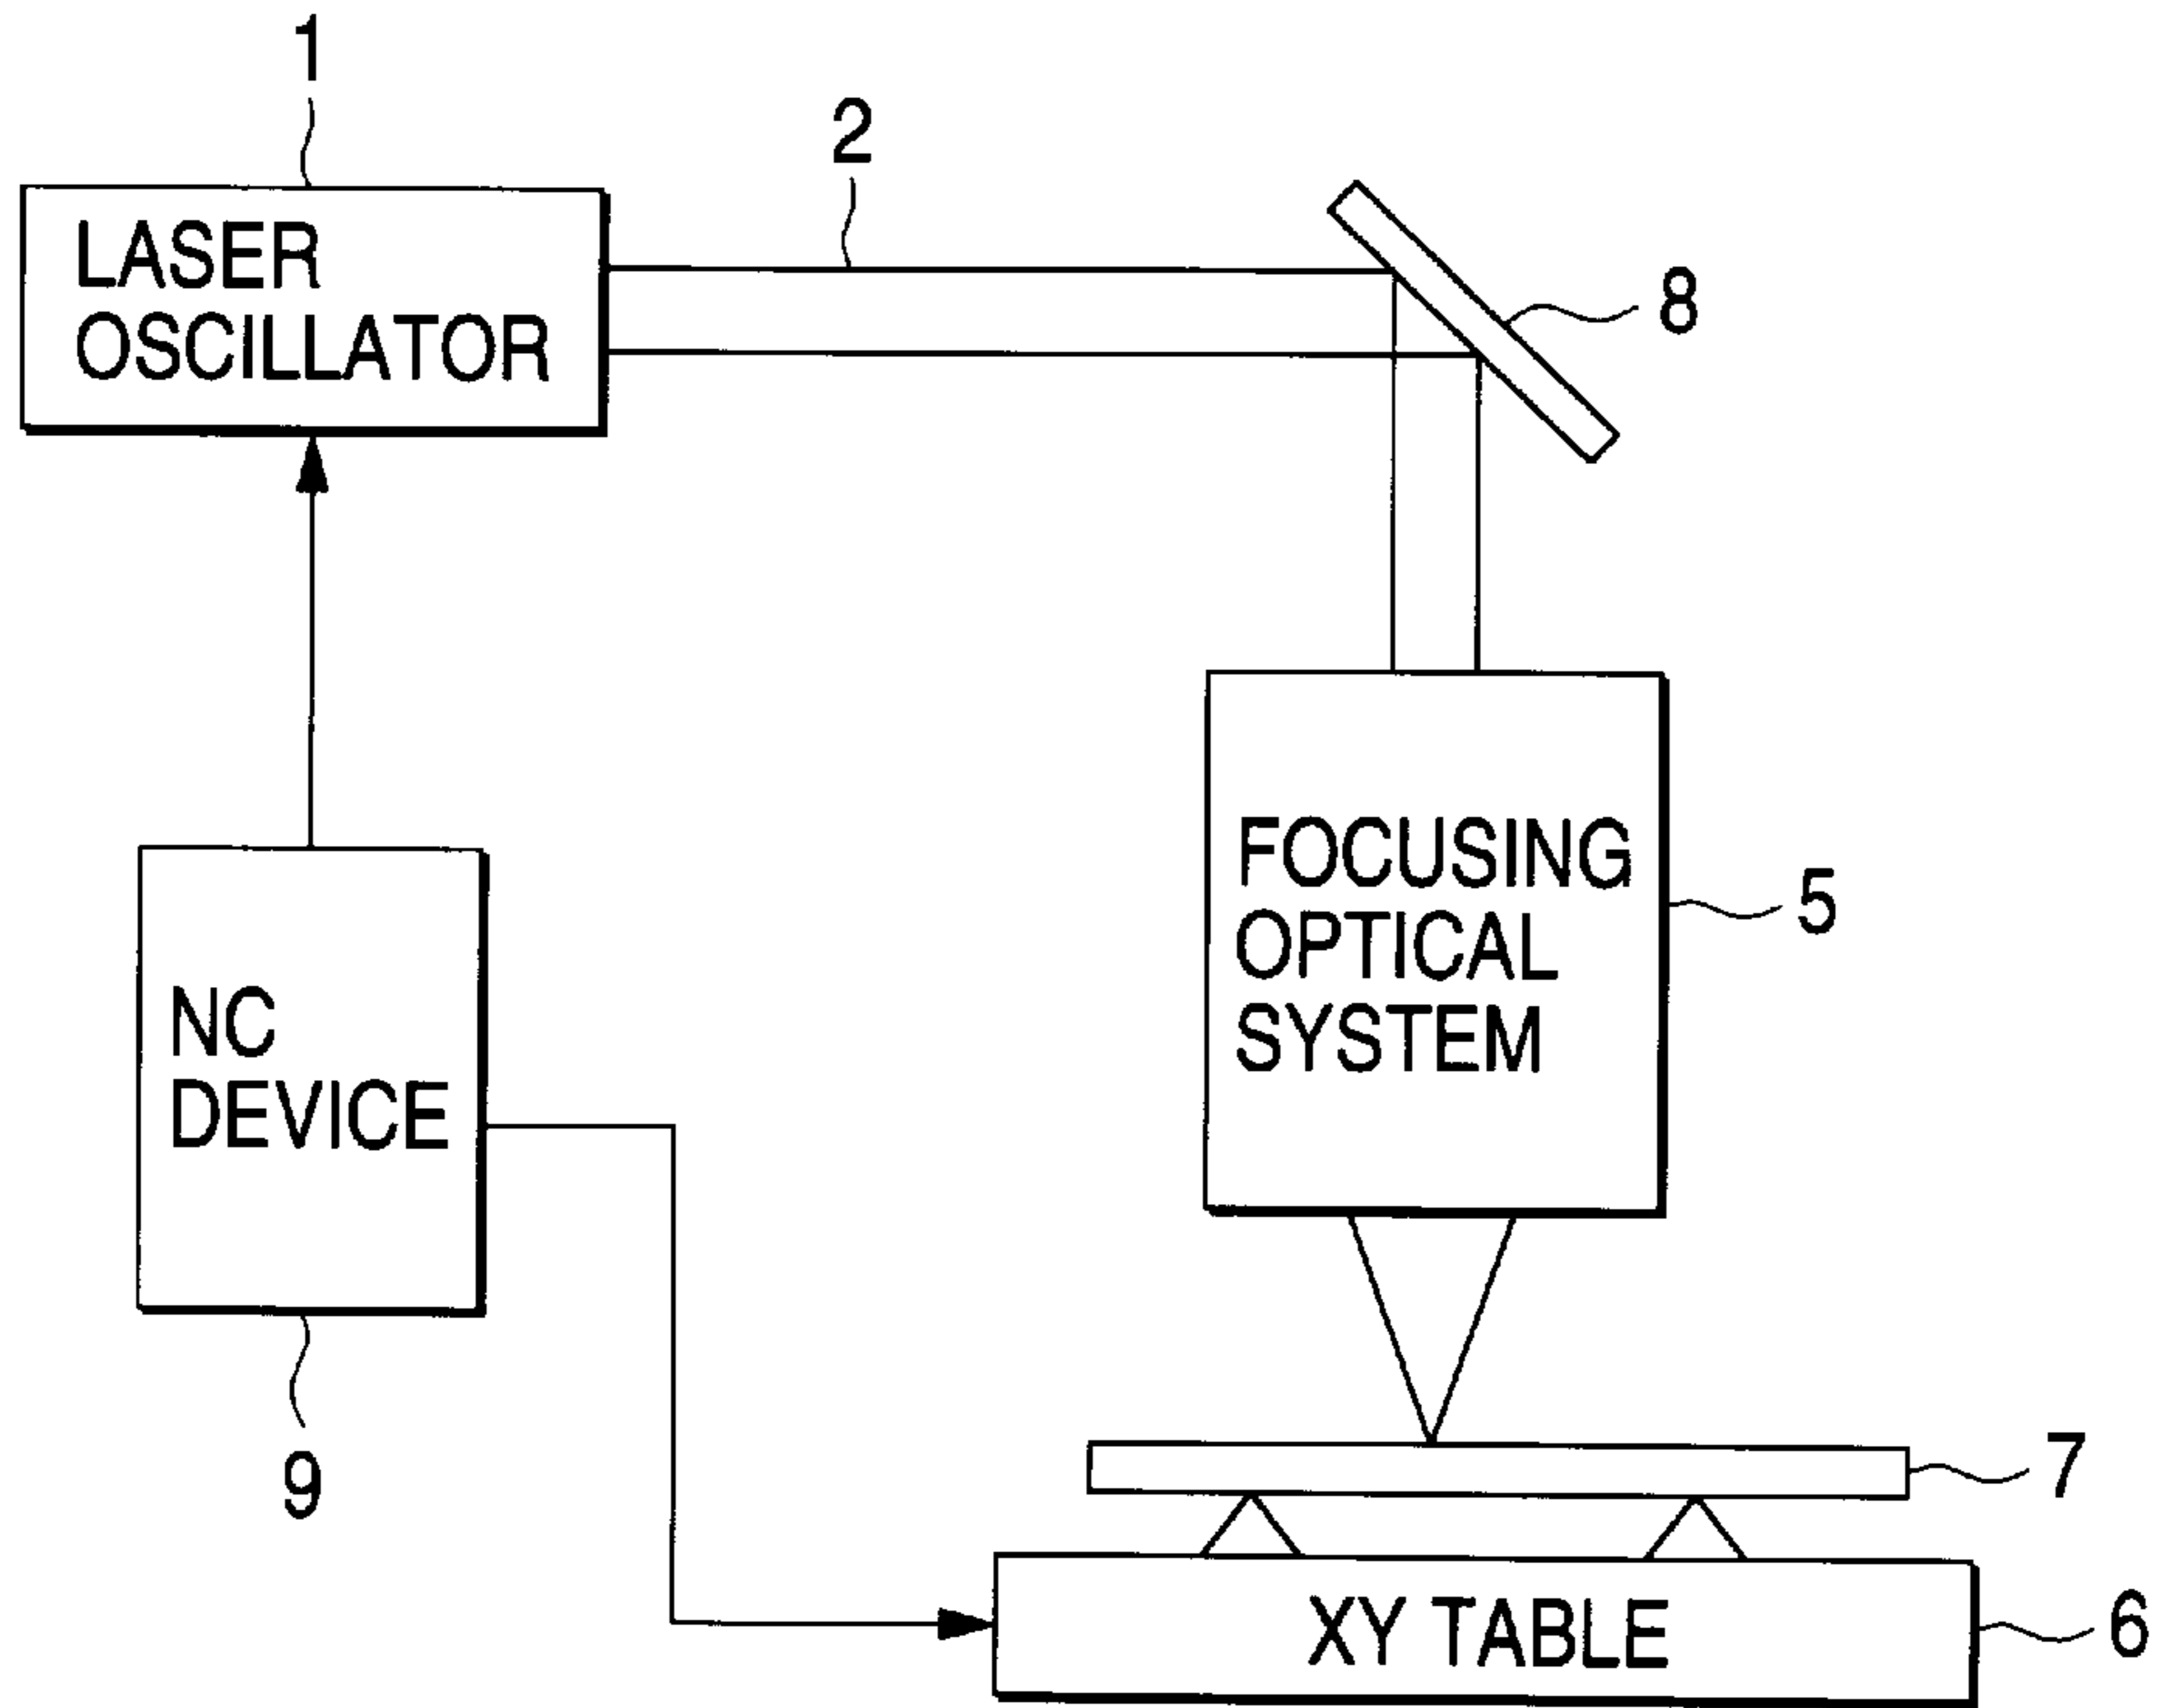 1
2
LASER
OSCILLATOR
8
FOCUSING
OPTICAL
SYSTEM
5
NC
DEVICE
9
7
XY TABLE
6